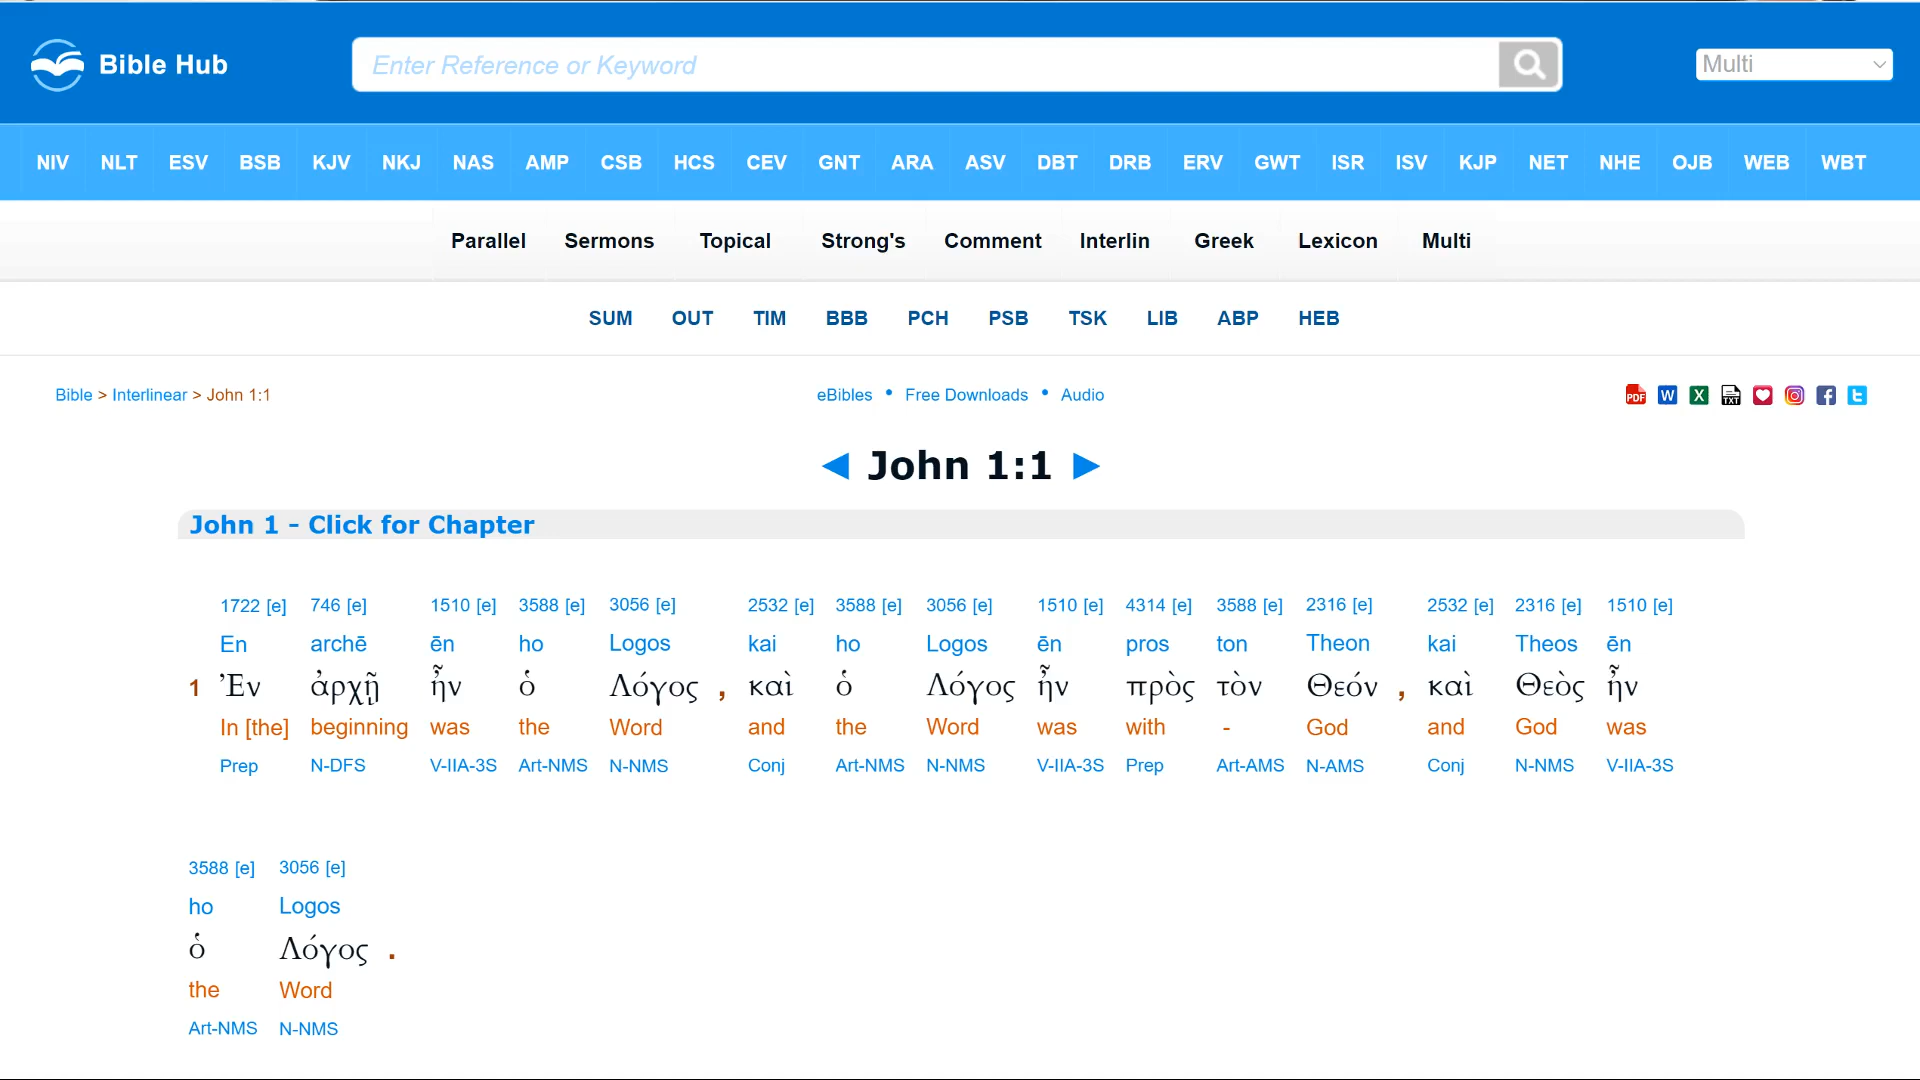 Bible Hub
Enter Reference or Keyword
Multi
NIV NLT ESV BSB KJV NKJ NAS AMP CSB HCS CEV GNT ARA ASV DBT DRB ERV GWT ISR ISV KJP NET NHE OJB WEB WBT
Parallel Sermons Topical Strong's Comment Interlin Greek Lexicon Multi
SUM OUT TIM BBB PCH PSB TSK LIB ABP HEB
Bible > Interlinear > John 1:1
eBibles • Free Downloads • Audio
◄ John 1:1 ►
John 1 - Click for Chapter
1722 [e] 746 [e] 1510 [e] 3588 [e] 3056 [e] 2532 [e] 3588 [e] 3056 [e] 1510 [e] 4314 [e] 3588 [e] 2316 [e] 2532 [e] 2316 [e] 1510 [e]
En archē ēn ho Logos kai ho Logos ēn pros ton Theon kai Theos ēn
1 Ἐν ἀρχῇ ἦν ὁ Λόγος , καὶ ὁ Λόγος ἦν πρὸς τὸν Θεόν , καὶ Θεὸς ἦν
In [the] beginning was the Word and the Word was with - God and God was
Prep N-DFS V-IIA-3S Art-NMS N-NMS Conj Art-NMS N-NMS V-IIA-3S Prep Art-AMS N-AMS Conj N-NMS V-IIA-3S
3588 [e] 3056 [e]
ho Logos
ὁ Λόγος .
the Word
Art-NMS N-NMS